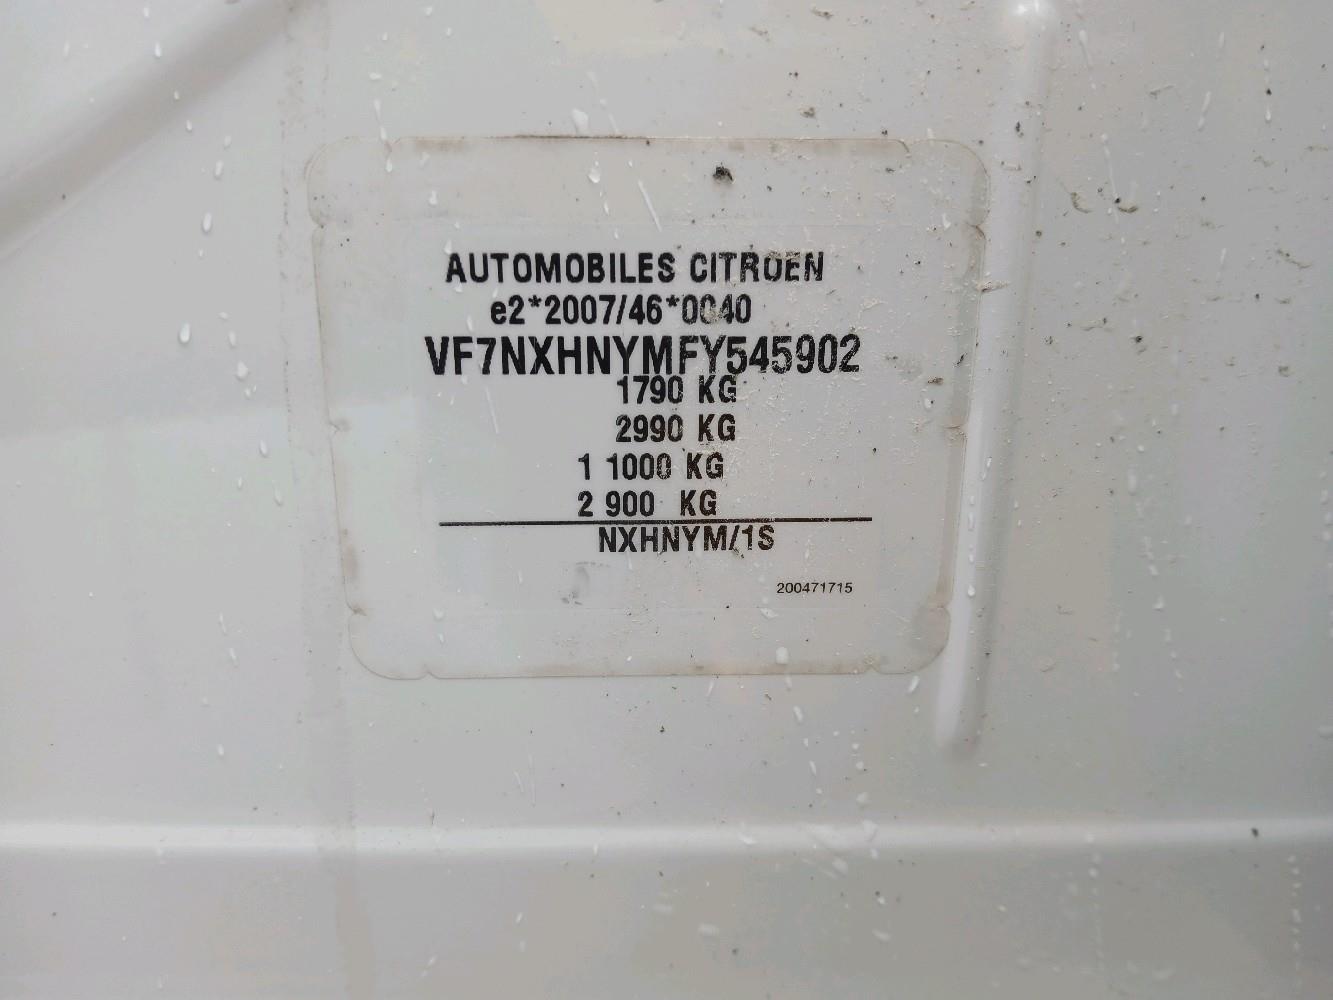 AUTOMOBILES CITROEN
e2*2007/46*0040
VF7NXHNYMFY545902
1790 KG
2990 KG
1 1000 KG
2 900 KG
NXHNYM/1S
200471715